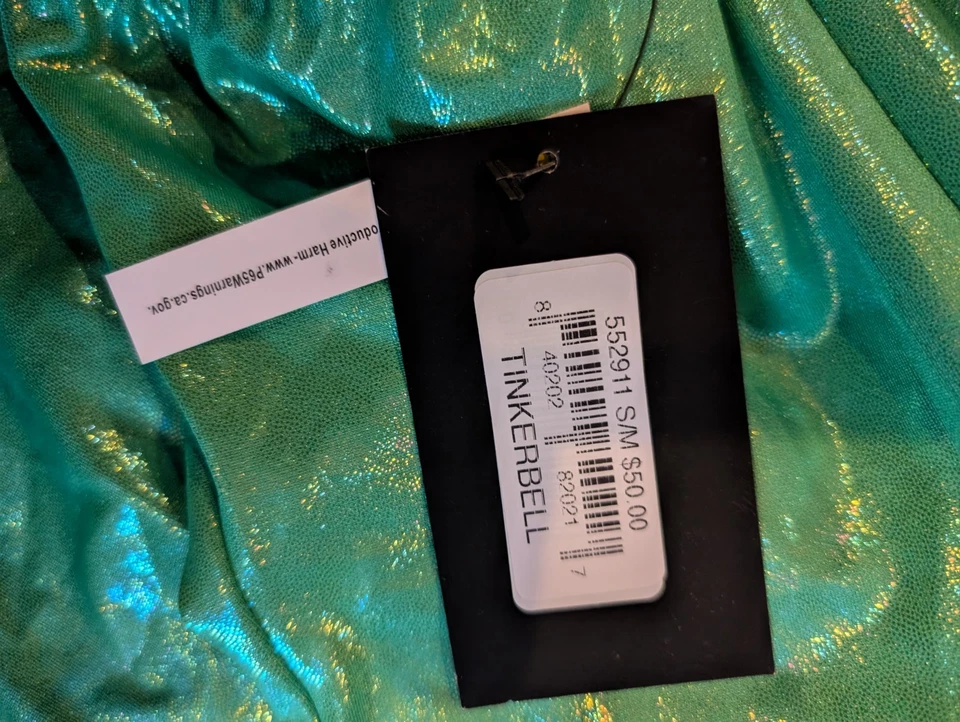 oductive Harm- www.P65Warnings.ca.gov.
552911 S/M $50.00
8 40202 82021 7
TINKERBELL